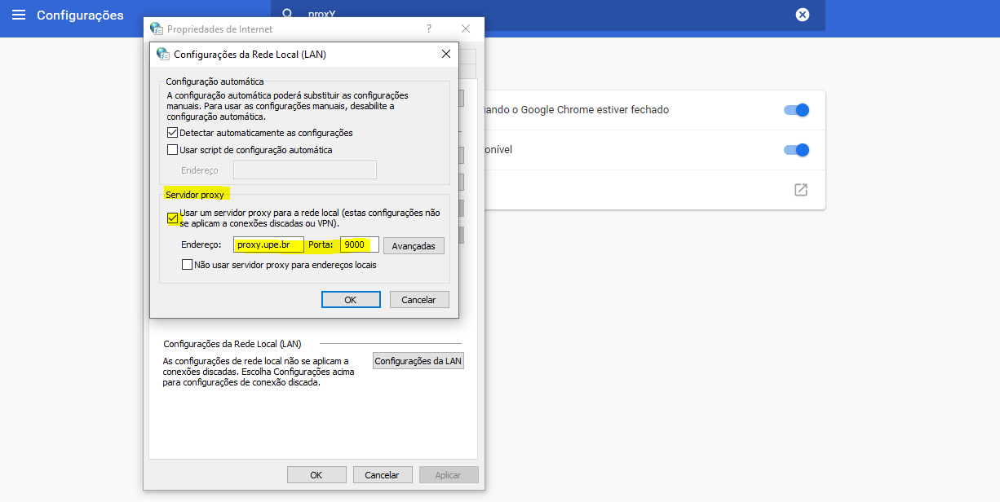 Configurações
proxY
Propriedades de Internet
?
Configurações da Rede Local (LAN)
Configuração automática
A configuração automática poderá substituir as configurações
manuais. Para usar as configurações manuais, desabilite a
configuração automática.
Detectar automaticamente as configurações
Usar script de configuração automática
Endereço
Servidor proxy
Usar um servidor proxy para a rede local (estas configurações não
se aplicam a conexões discadas ou VPN).
Endereço: proxy.upe.br Porta: 9000 Avançadas
Não usar servidor proxy para endereços locais
OK Cancelar
uando o Google Chrome estiver fechado
onível
Configurações da Rede Local (LAN)
As configurações de rede local não se aplicam a
conexões discadas. Escolha Configurações acima
para configurações de conexão discada.
Configurações da LAN
OK Cancelar Aplicar